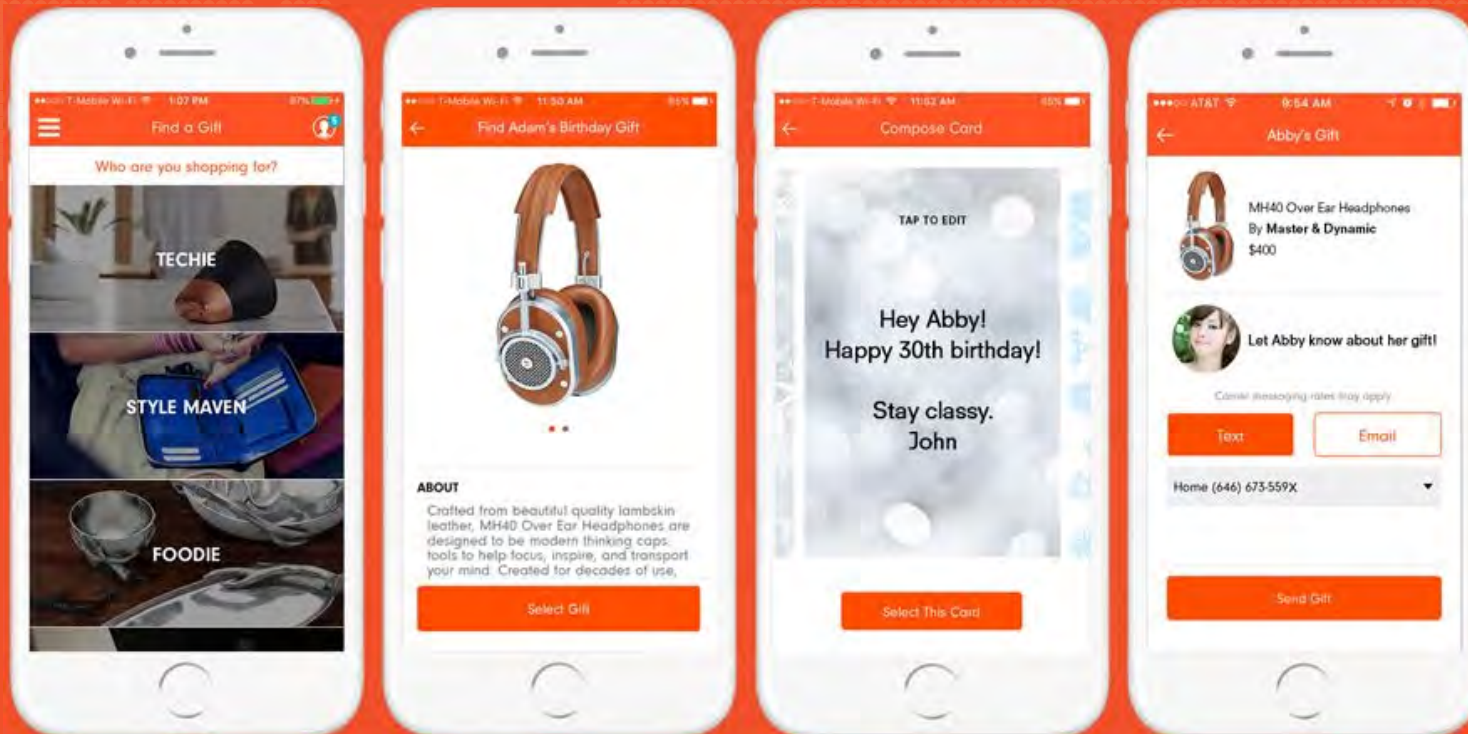 T-Mobile Wi-Fi 1:07 PM 87%
Find a Gift
5
Who are you shopping for?
TECHIE
STYLE MAVEN
FOODIE
T-Mobile Wi-Fi 11:50 AM 85%
Find Adam's Birthday Gift
ABOUT
Crafted from beautiful quality lambskin
leather, MH40 Over Ear Headphones are
designed to be modern thinking caps:
tools to help focus, inspire, and transport
your mind. Created for decades of use,
Select Gift
T-Mobile Wi-Fi 11:52 AM 85%
Compose Card
TAP TO EDIT
Hey Abby!
Happy 30th birthday!
Stay classy.
John
Select This Card
AT&T 9:54 AM
Abby's Gift
MH40 Over Ear Headphones
By Master & Dynamic
$400
Let Abby know about her gift!
Carrier messaging rates may apply
Text
Email
Home (646) 673-559X
Send Gift